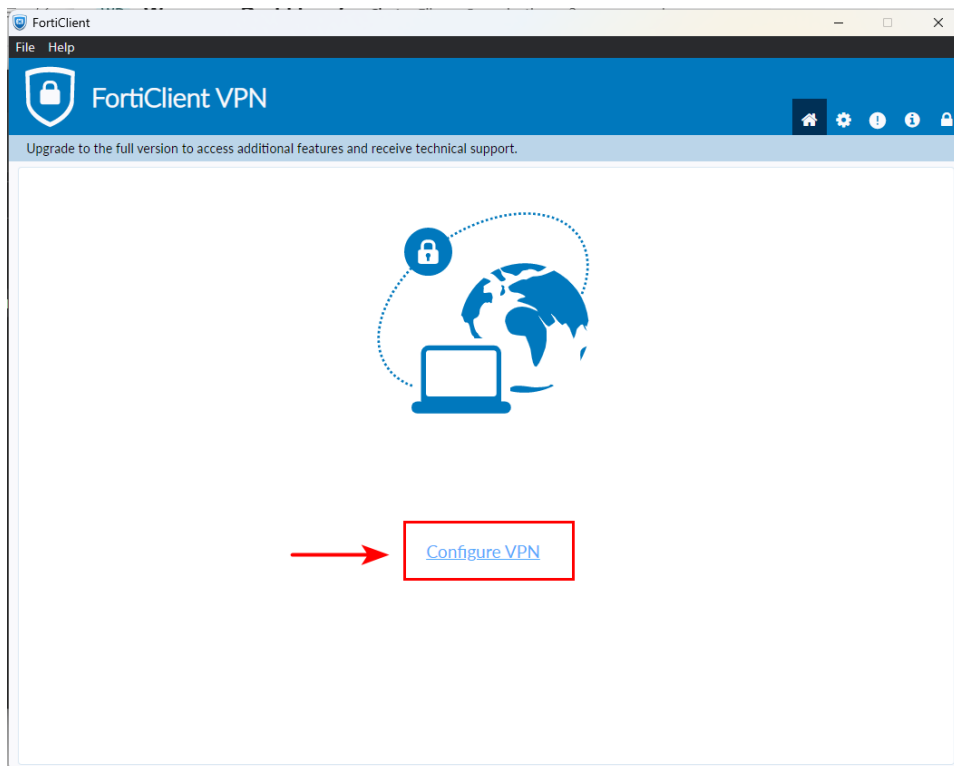 FortiClient
File Help
FortiClient VPN
Upgrade to the full version to access additional features and receive technical support.
Configure VPN